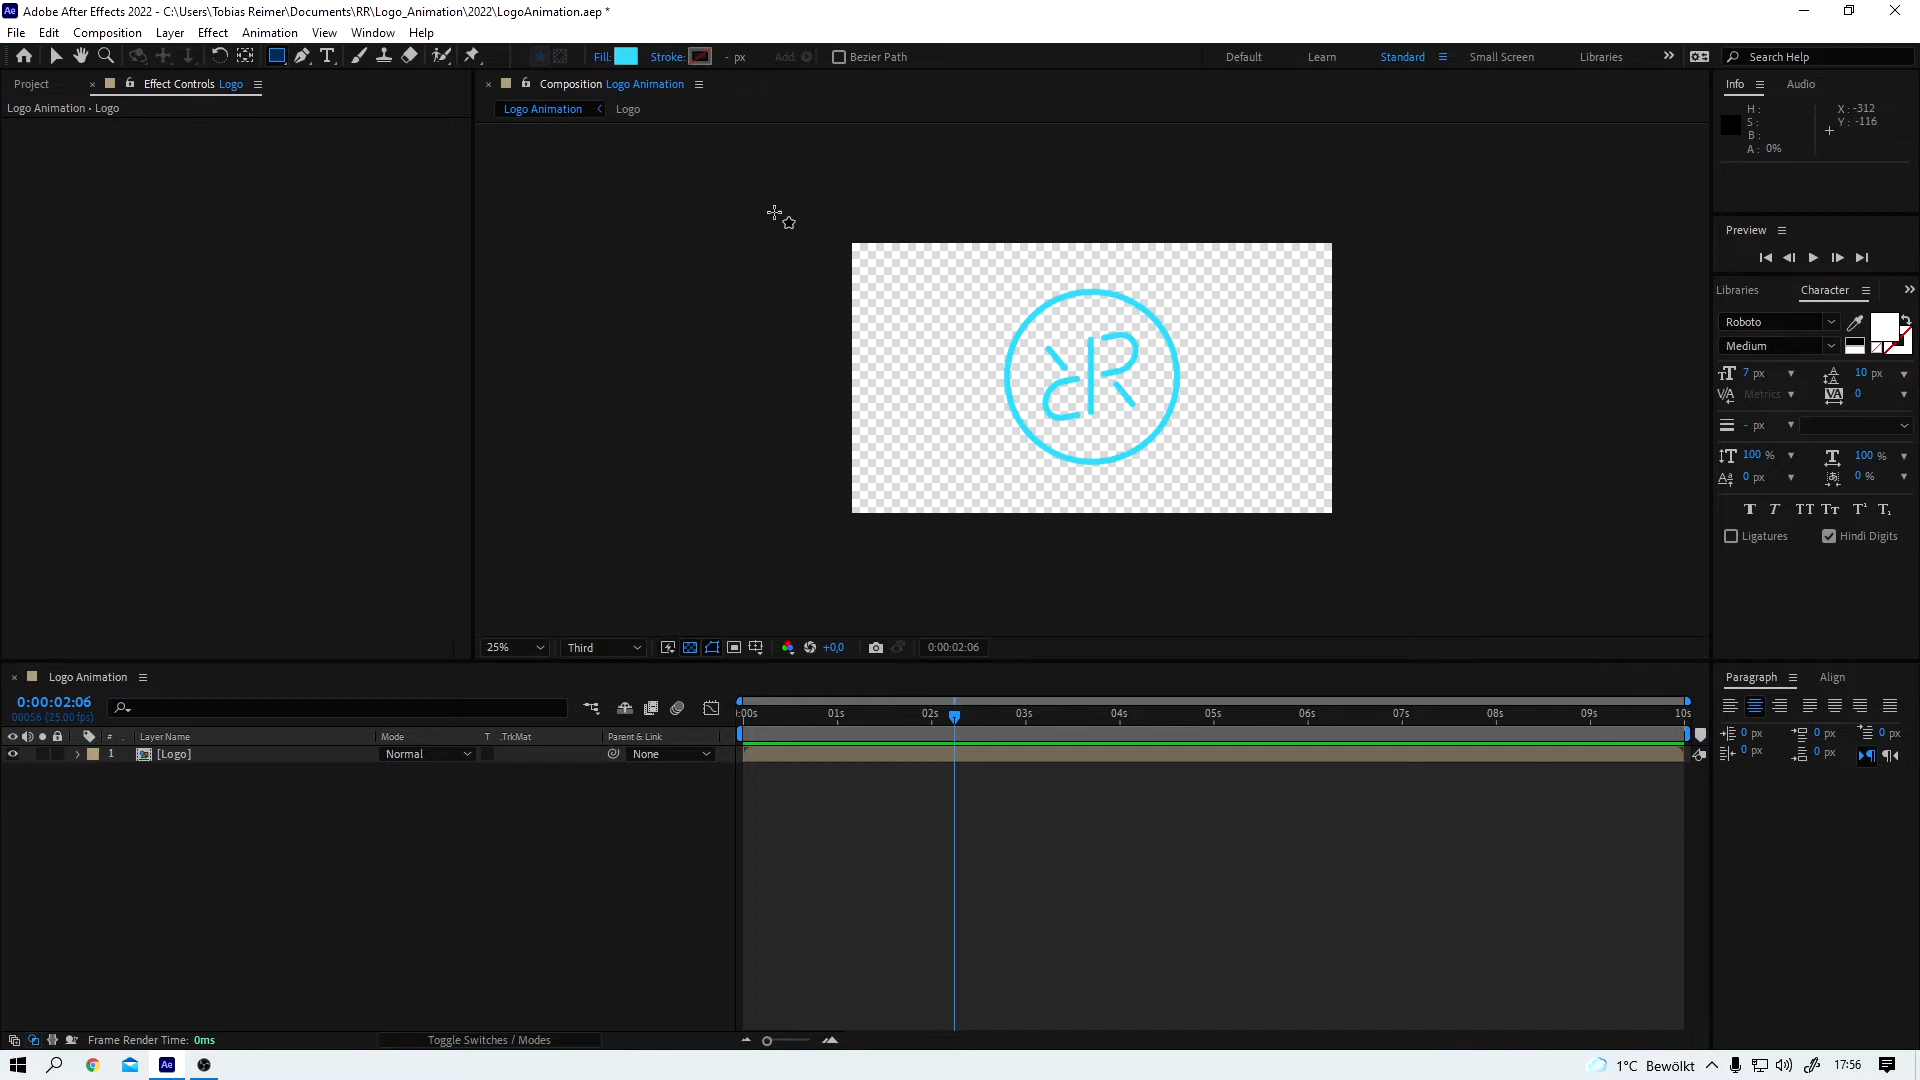 Adobe After Effects 2022 - C:\Users\Tobias Reimer\Documents\RR\Logo_Animation\2022\LogoAnimation.aep *
File Edit Composition Layer Effect Animation View Window Help
Fill: Stroke: - px Add: Bezier Path Default Learn Standard Small Screen Libraries Search Help
Project Effect Controls Logo
Logo Animation • Logo
Composition Logo Animation
Logo Animation Logo
Info Audio
H : X : -312
S : Y : -116
B :
A : 0%
Preview
Libraries Character
Roboto
Medium
7 px 10 px
Metrics 0
- px
100 % 100 %
0 px 0 %
Ligatures Hindi Digits
25% Third +0,0 0:00:02:06
Logo Animation
0:00:02:06
00056 (25.00 fps)
:00s 01s 02s 03s 04s 05s 06s 07s 08s 09s 10s
# . Layer Name Mode T .TrkMat Parent & Link
1 [Logo] Normal None
Paragraph Align
0 px 0 px 0 px
0 px 0 px
Frame Render Time: 0ms Toggle Switches / Modes
Ae 1°C Bewölkt 17:56